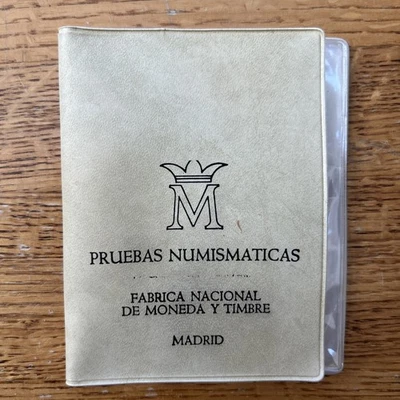 M
PRUEBAS NUMISMATICAS
FABRICA NACIONAL
DE MONEDA Y TIMBRE
MADRID